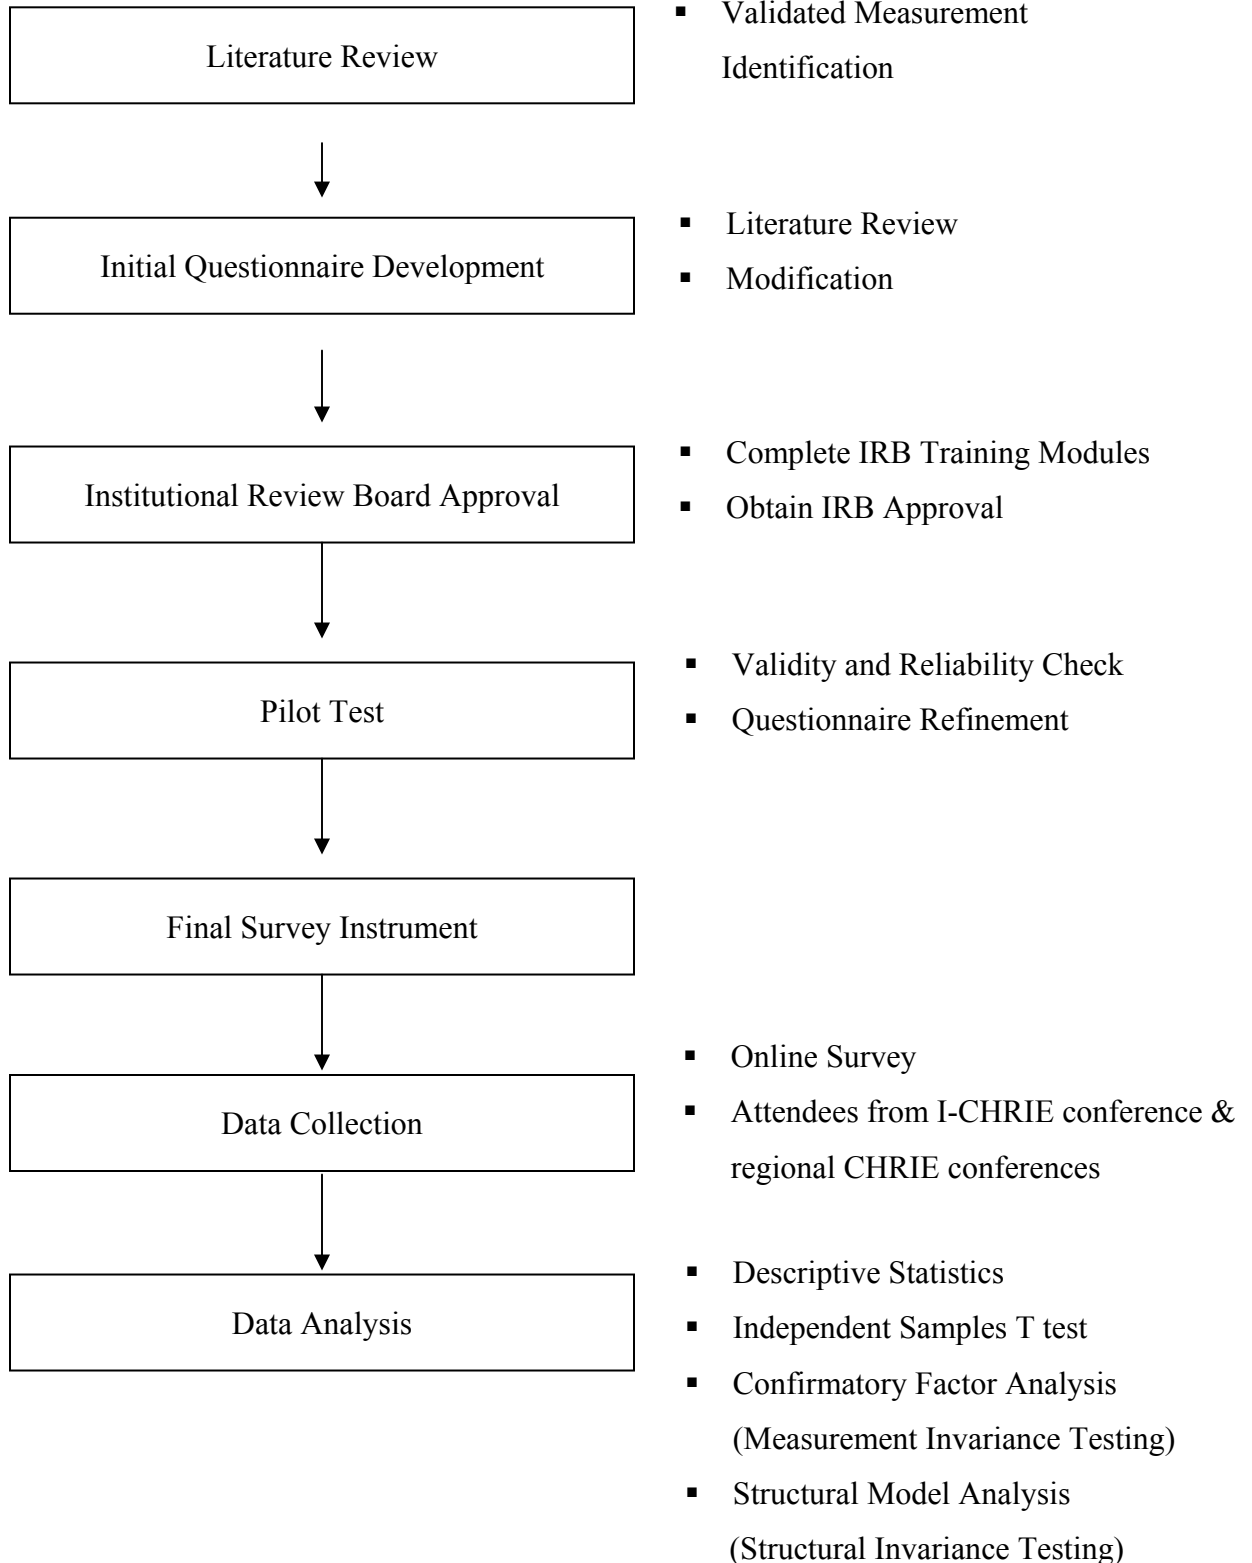 Literature Review
▪ Validated Measurement
Identification
Initial Questionnaire Development
▪ Literature Review
▪ Modification
Institutional Review Board Approval
▪ Complete IRB Training Modules
▪ Obtain IRB Approval
Pilot Test
▪ Validity and Reliability Check
▪ Questionnaire Refinement
Final Survey Instrument
Data Collection
▪ Online Survey
▪ Attendees from I-CHRIE conference &
regional CHRIE conferences
Data Analysis
▪ Descriptive Statistics
▪ Independent Samples T test
▪ Confirmatory Factor Analysis
(Measurement Invariance Testing)
▪ Structural Model Analysis
(Structural Invariance Testing)